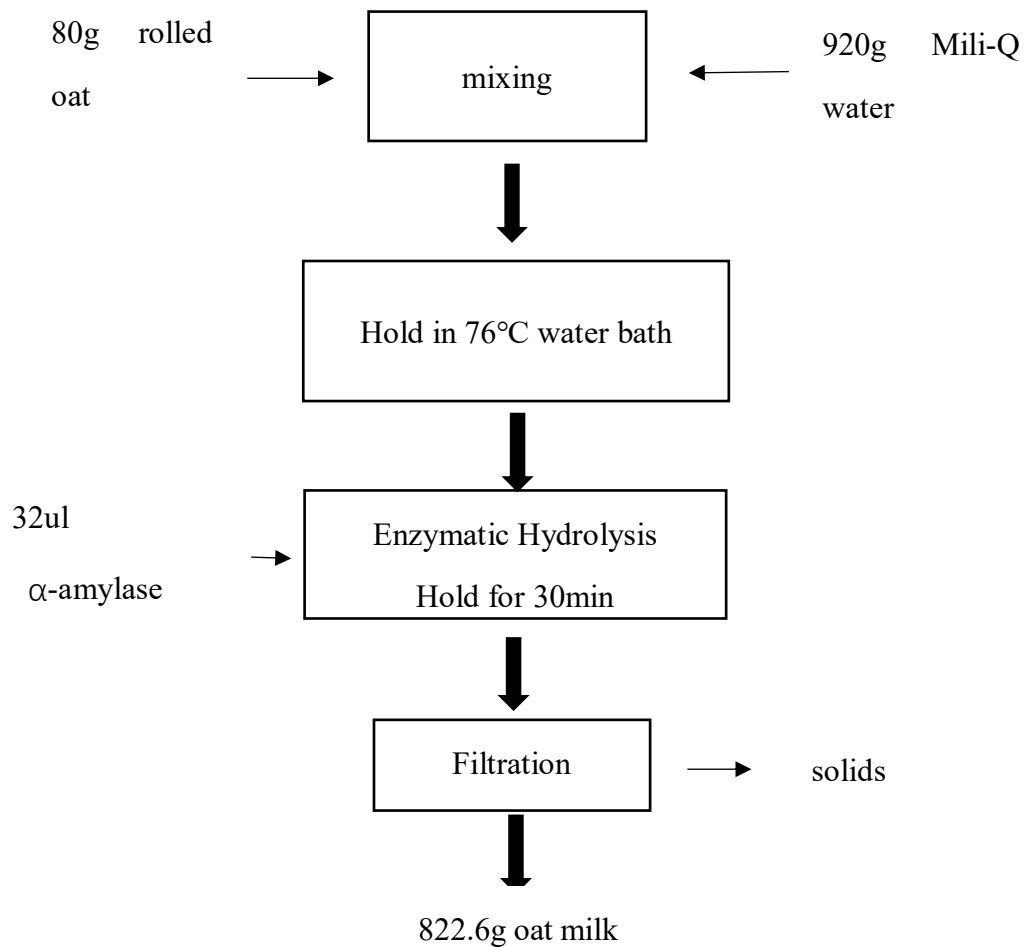 80g rolled
oat
mixing
920g Mili-Q
water
Hold in 76℃ water bath
32ul
α-amylase
Enzymatic Hydrolysis
Hold for 30min
Filtration
solids
822.6g oat milk